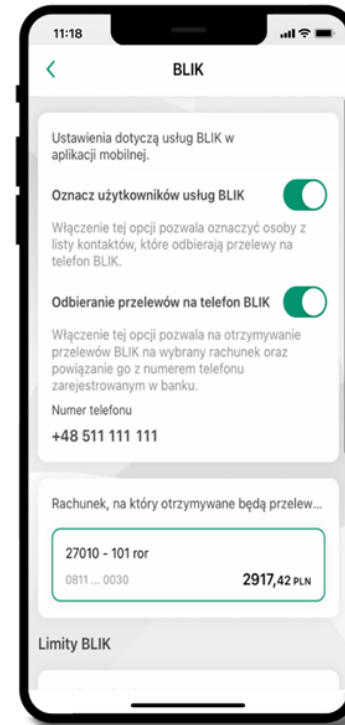 11:18
BLIK
Ustawienia dotyczą usług BLIK w
aplikacji mobilnej.
Oznacz użytkowników usług BLIK
Włączenie tej opcji pozwala oznaczyć osoby z
listy kontaktów, które odbierają przelewy na
telefon BLIK.
Odbieranie przelewów na telefon BLIK
Włączenie tej opcji pozwala na otrzymywanie
przelewów BLIK na wybrany rachunek oraz
powiązanie go z numerem telefonu
zarejestrowanym w banku.
Numer telefonu
+48 511 111 111
Rachunek, na który otrzymywane będą przelew...
27010 - 101 ror
0811 ... 0030 2917,42 PLN
Limity BLIK